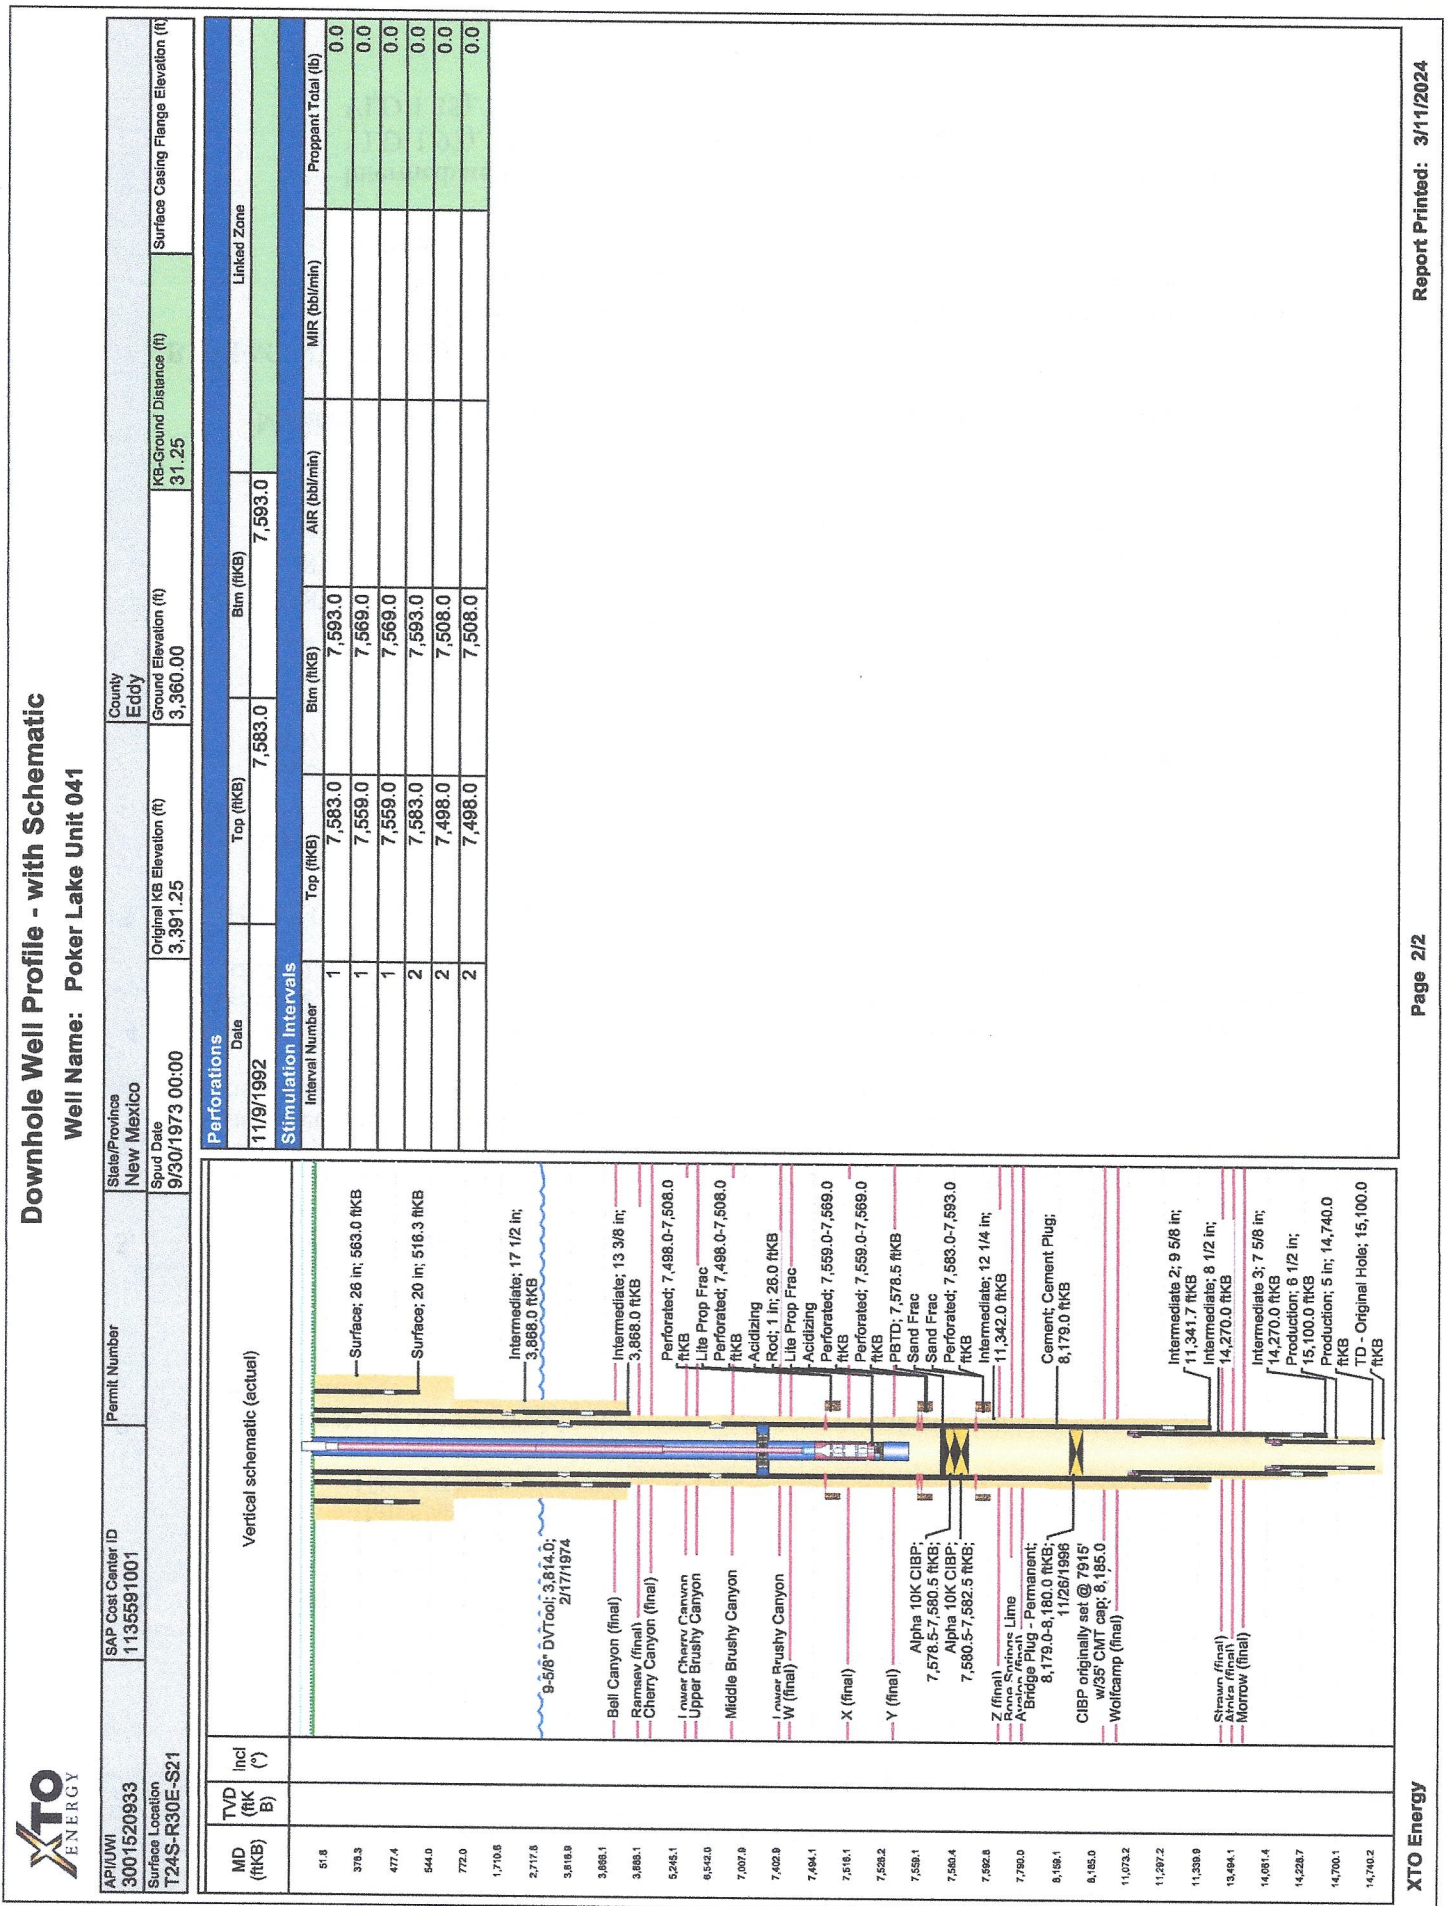 XTO
ENERGY
Downhole Well Profile - with Schematic
Well Name: Poker Lake Unit 041
API/UWI
3001520933
SAP Cost Center ID
1135591001
Permit Number
State/Province
New Mexico
County
Eddy
Surface Location
T24S-R30E-S21
Spud Date
9/30/1973 00:00
Original KB Elevation (ft)
3,391.25
Ground Elevation (ft)
3,360.00
KB-Ground Distance (ft)
31.25
Surface Casing Flange Elevation (ft)
MD
(ftKB)
TVD
(ftK
B)
Incl
(°)
Vertical schematic (actual)
51.8
378.3
477.4
544.0
772.0
1,710.6
2,717.8
3,816.9
3,868.1
3,888.1
5,245.1
6,542.0
7,007.9
7,402.9
7,494.1
7,516.1
7,526.2
7,559.1
7,580.4
7,592.8
7,790.0
8,159.1
8,185.0
11,073.2
11,297.2
11,339.9
13,494.1
14,061.4
14,228.7
14,700.1
14,740.2
9-5/8" DVTool; 3,814.0;
2/17/1974
Bell Canyon (final)
Ramsey (final)
Cherry Canyon (final)
Lower Cherry Canyon
Upper Brushy Canyon
Middle Brushy Canyon
Lower Brushy Canyon
W (final)
X (final)
Y (final)
Alpha 10K CIBP;
7,578.5-7,580.5 ftKB;
Alpha 10K CIBP;
7,580.5-7,582.5 ftKB;
Z (final)
Bone Springs Lime
Avalon (final)
Bridge Plug - Permanent;
8,179.0-8,180.0 ftKB;
11/26/1996
CIBP originally set @ 7915'
w/35' CMT cap; 8,185.0
Wolfcamp (final)
Strawn (final)
Atoka (final)
Morrow (final)
Surface; 26 in; 563.0 ftKB
Surface; 20 in; 516.3 ftKB
Intermediate; 17 1/2 in;
3,868.0 ftKB
Intermediate; 13 3/8 in;
3,868.0 ftKB
Perforated; 7,498.0-7,508.0
ftKB
Lite Prop Frac
Perforated; 7,498.0-7,508.0
ftKB
Acidizing
Rod; 1 in; 26.0 ftKB
Lite Prop Frac
Acidizing
Perforated; 7,559.0-7,569.0
ftKB
Perforated; 7,559.0-7,569.0
ftKB
PBTD; 7,578.5 ftKB
Sand Frac
Sand Frac
Perforated; 7,583.0-7,593.0
ftKB
Intermediate; 12 1/4 in;
11,342.0 ftKB
Cement; Cement Plug;
8,179.0 ftKB
Intermediate 2; 9 5/8 in;
11,341.7 ftKB
Intermediate; 8 1/2 in;
14,270.0 ftKB
Intermediate 3; 7 5/8 in;
14,270.0 ftKB
Production; 6 1/2 in;
15,100.0 ftKB
Production; 5 in; 14,740.0
ftKB
TD - Original Hole; 15,100.0
ftKB
Perforations
Date Top (ftKB) Btm (ftKB) Linked Zone
11/9/1992 7,583.0 7,593.0
Stimulation Intervals
Interval Number Top (ftKB) Btm (ftKB) AIR (bbl/min) MIR (bbl/min) Proppant Total (lb)
1 7,583.0 7,593.0 0.0
1 7,559.0 7,569.0 0.0
1 7,559.0 7,569.0 0.0
2 7,583.0 7,593.0 0.0
2 7,498.0 7,508.0 0.0
2 7,498.0 7,508.0 0.0
XTO Energy
Page 2/2
Report Printed: 3/11/2024